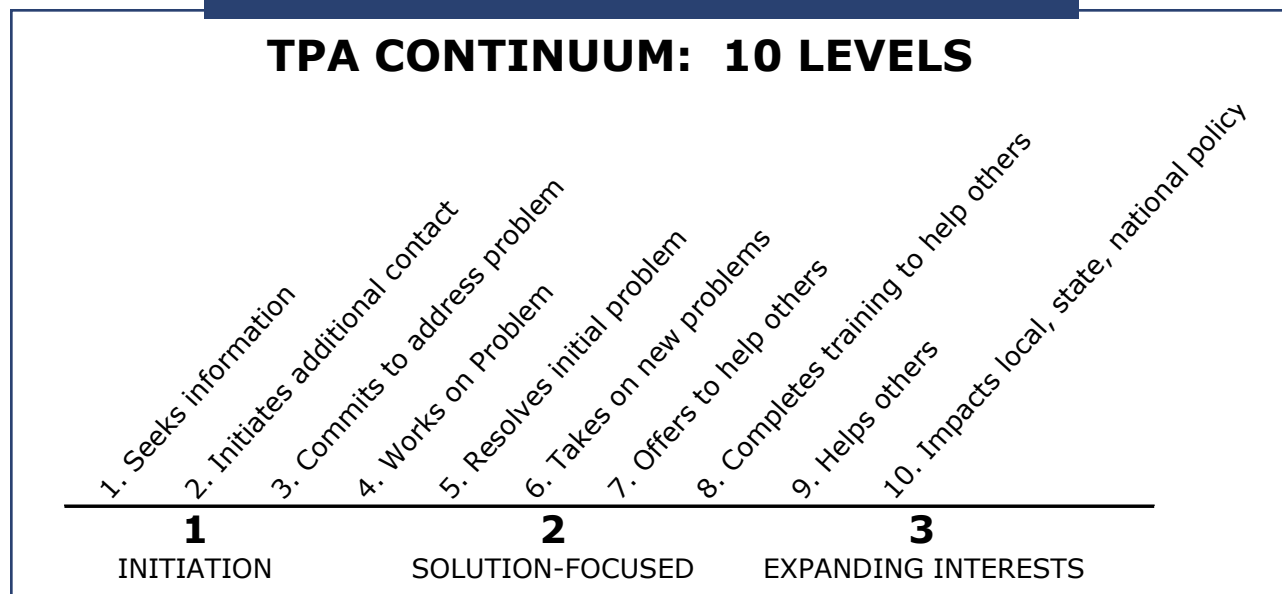 TPA CONTINUUM: 10 LEVELS
1. Seeks information
2. Initiates additional contact
3. Commits to address problem
4. Works on Problem
5. Resolves initial problem
6. Takes on new problems
7. Offers to help others
8. Completes training to help others
9. Helps others
10. Impacts local, state, national policy
1
2
3
INITIATION
SOLUTION-FOCUSED
EXPANDING INTERESTS